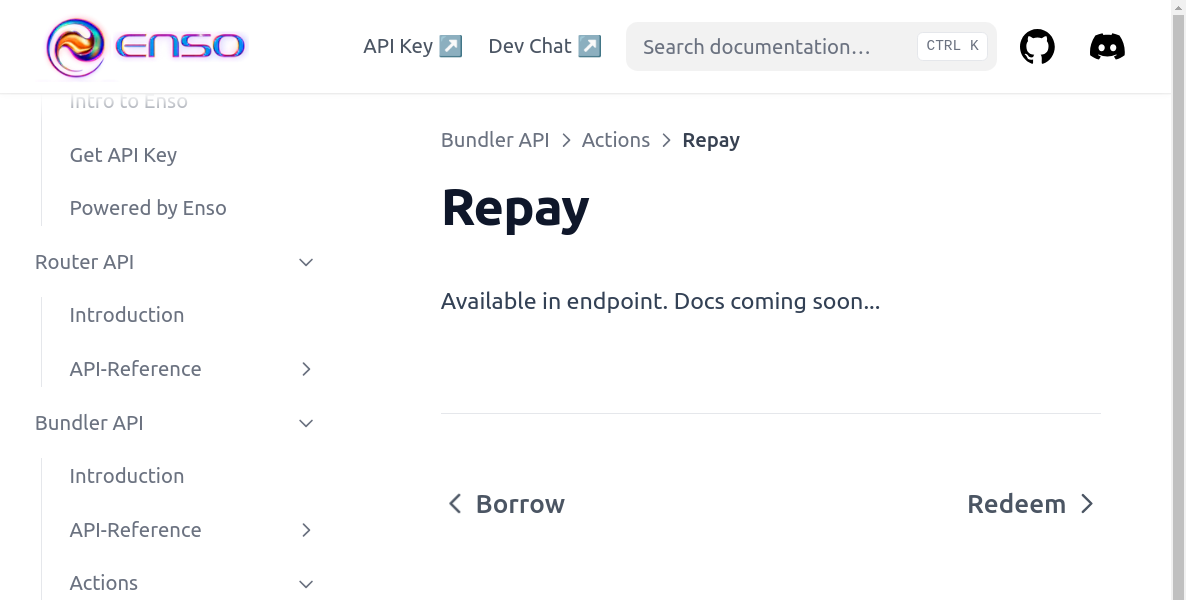 ENSO
API Key ↗
Dev Chat ↗
Search documentation…
CTRL K
Intro to Enso
Get API Key
Powered by Enso
Router API
Introduction
API-Reference
Bundler API
Introduction
API-Reference
Actions
Bundler API > Actions > Repay
Repay
Available in endpoint. Docs coming soon...
Borrow
Redeem